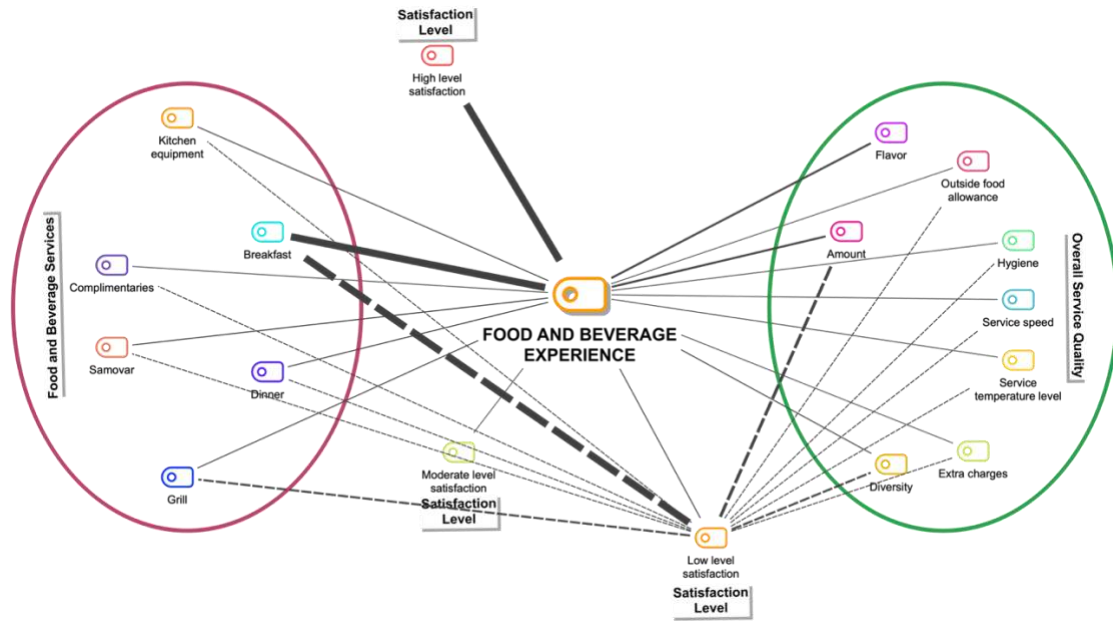 Satisfaction
Level
High level
satisfaction
Kitchen
equipment
Flavor
Outside food
allowance
Food and Beverage Services
Breakfast
Amount
Hygiene
Overall Service Quality
Complimentaries
Service speed
FOOD AND BEVERAGE
EXPERIENCE
Samovar
Service
temperature level
Dinner
Moderate level
satisfaction
Satisfaction
Level
Extra charges
Diversity
Grill
Low level
satisfaction
Satisfaction
Level